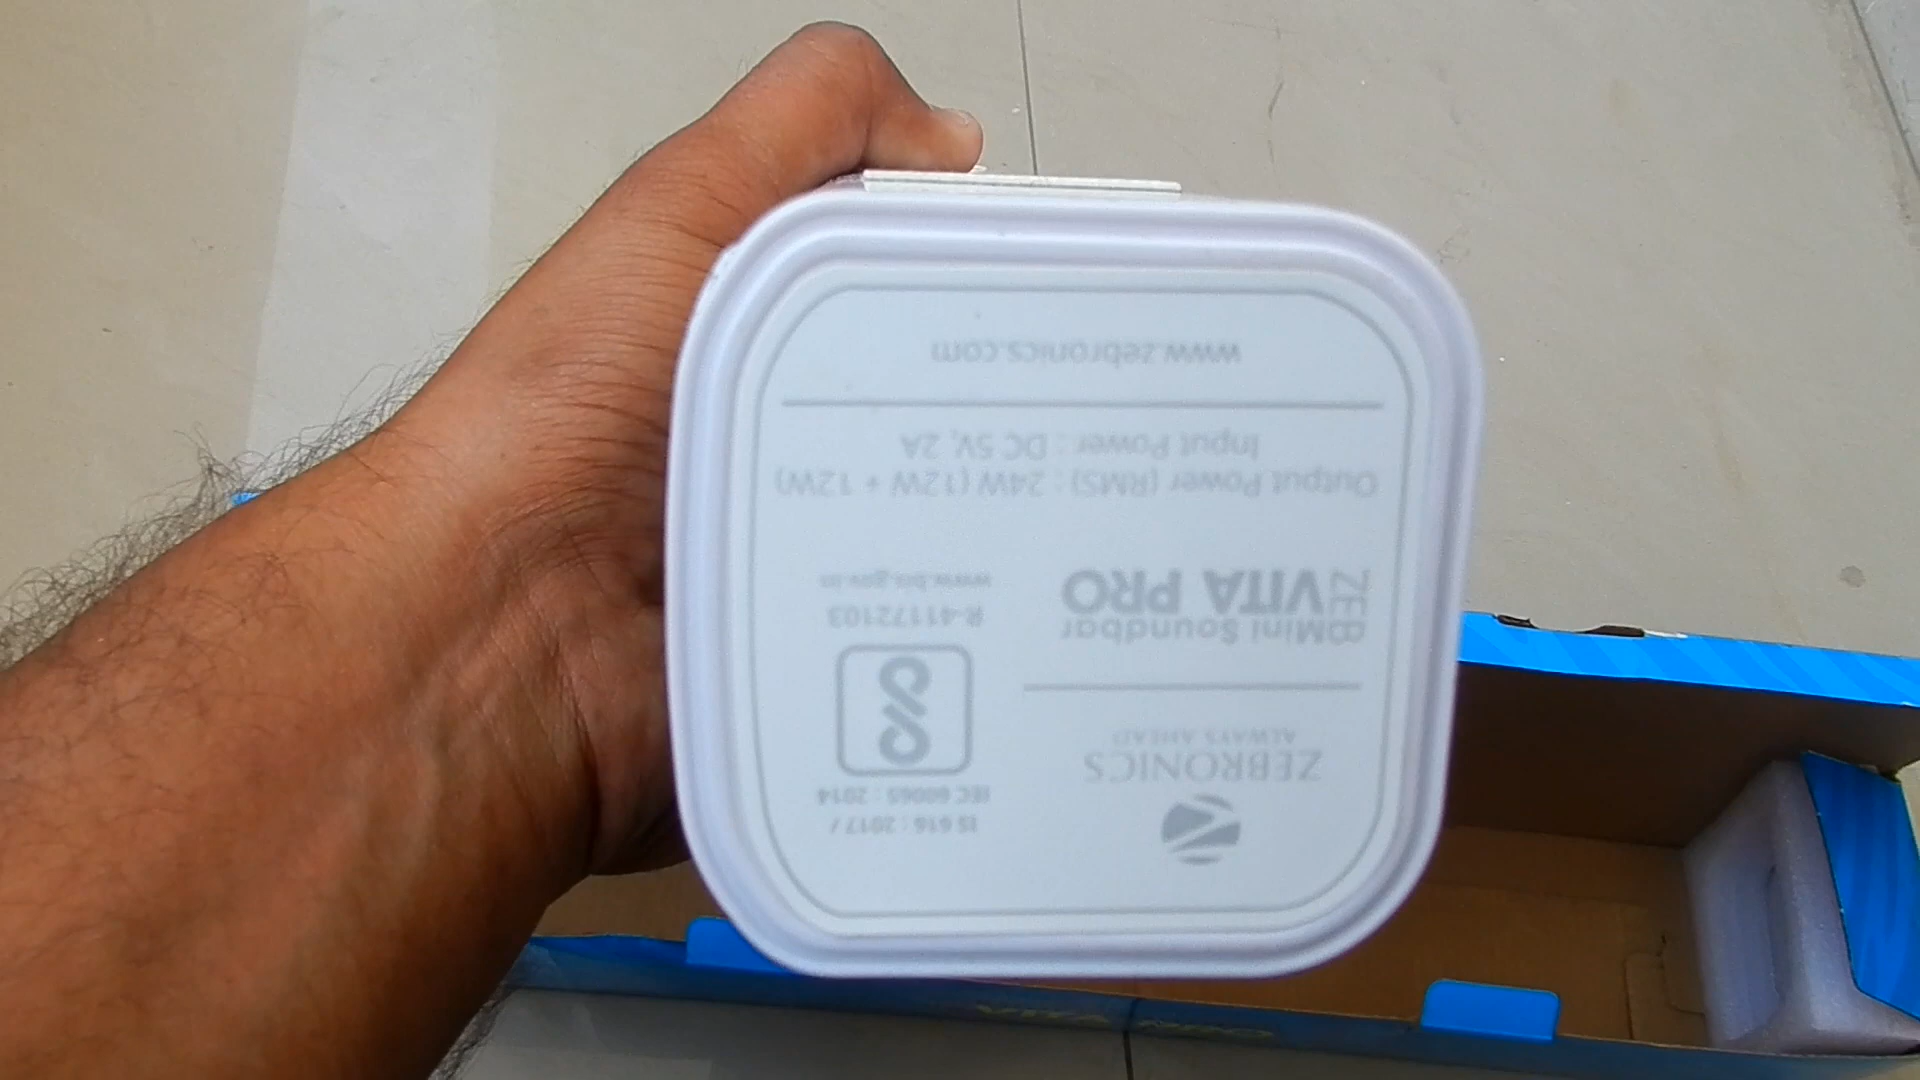 ZEBRONICS
ALWAYS AHEAD
Mini Soundbar
ZEB VITA PRO
IS 616 : 2017 /
IEC 60065 : 2014
R-41172103
www.bis.gov.in
Output Power (RMS) : 24W (12W + 12W)
Input Power : DC 5V, 2A
www.zebronics.com